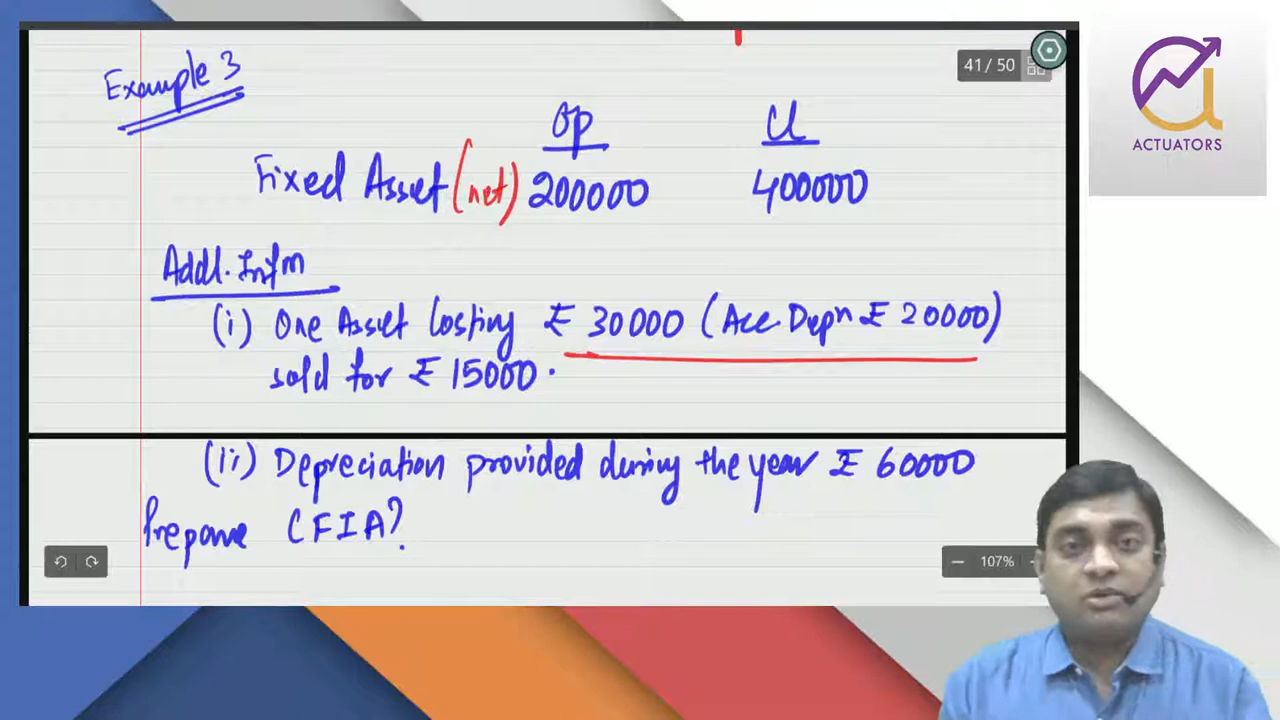 Example 3
41 / 50
ACTUATORS
Op Cl
Fixed Asset (net) 200000 400000
Addl. Infm
(i) One Asset Costing ₹ 30000 (Acc. Depn ₹ 20000)
sold for ₹ 15000.
(ii) Depreciation provided during the year ₹ 60000
Prepare CFIA?
107%